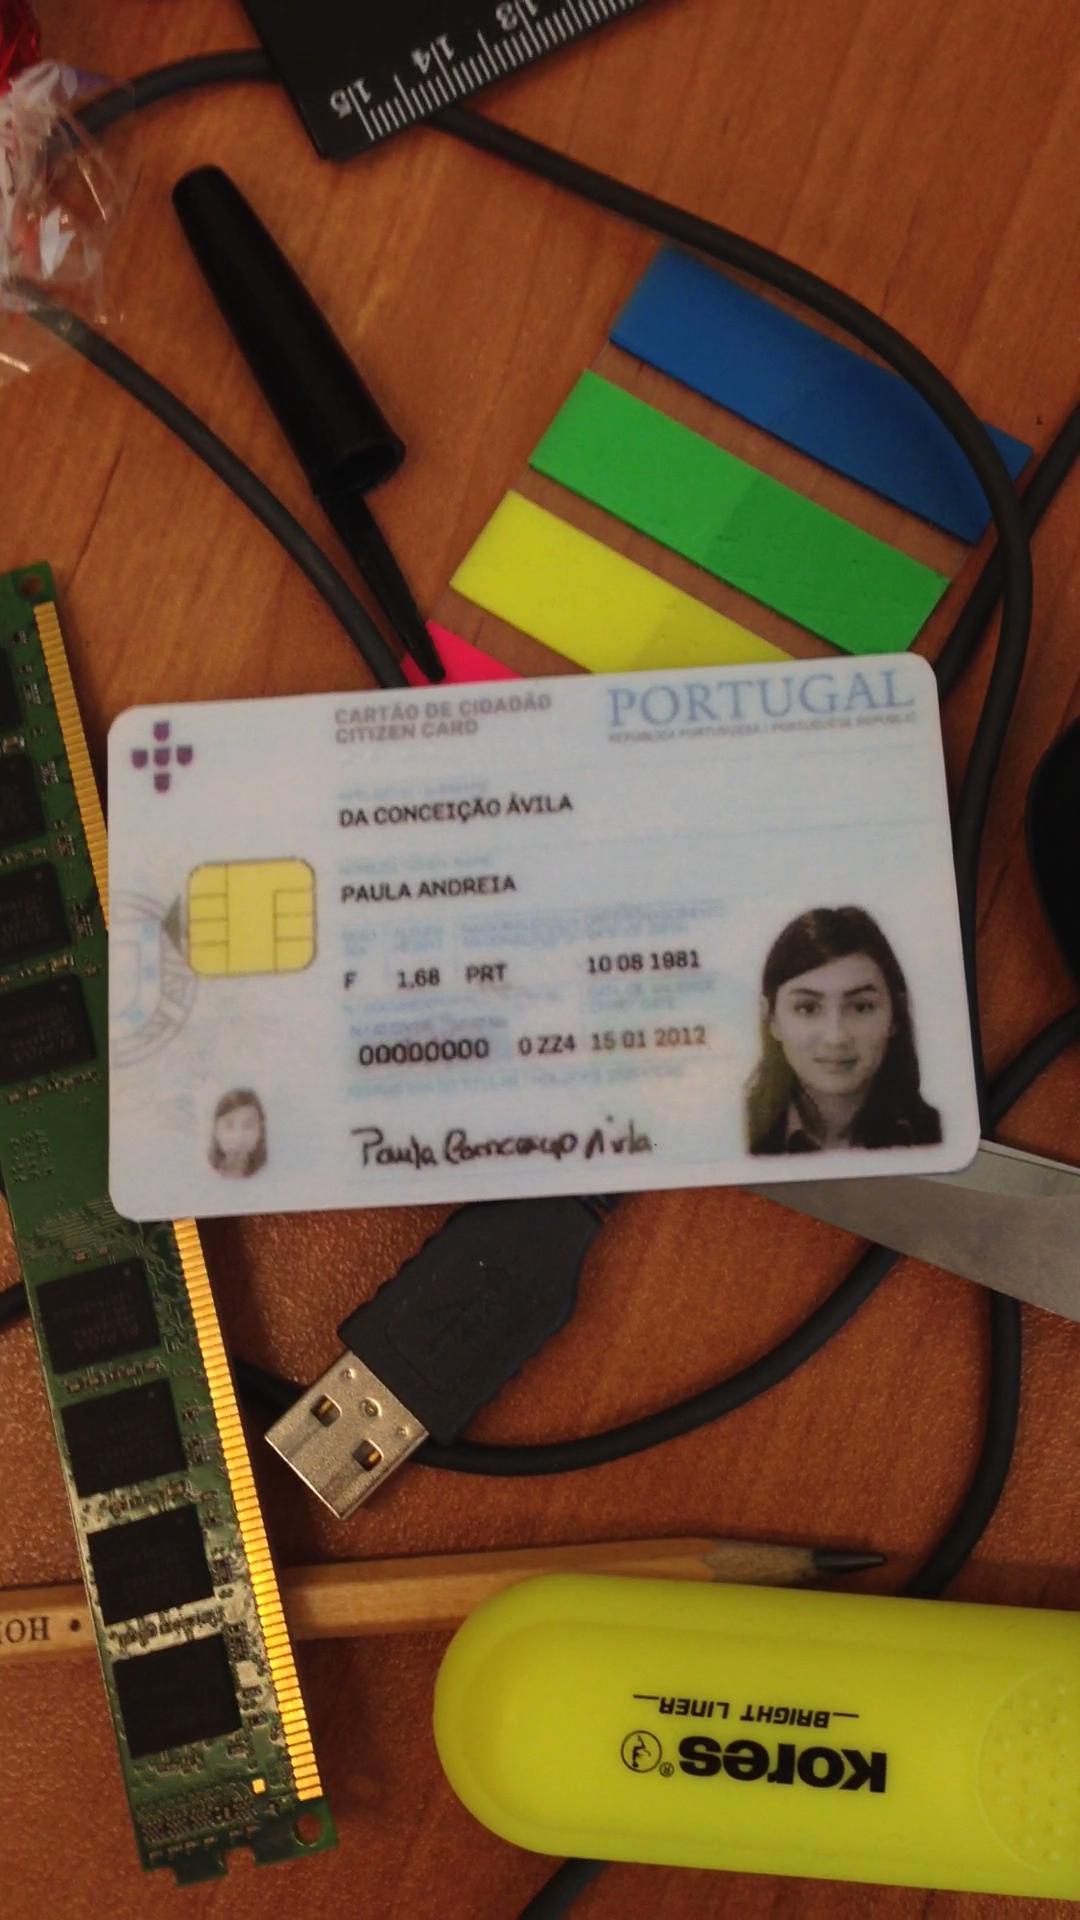 15 14 13
CARTÃO DE CIDADÃO
CITIZEN CARD
PORTUGAL
REPÚBLICA PORTUGUESA / PORTUGUESE REPUBLIC
DA CONCEIÇÃO ÁVILA
PAULA ANDREIA
F 1,68 PRT 10 08 1981
00000000 0 ZZ4 15 01 2012
Paula Conceição Ávila
HON
BRIGHT LINER
Kores